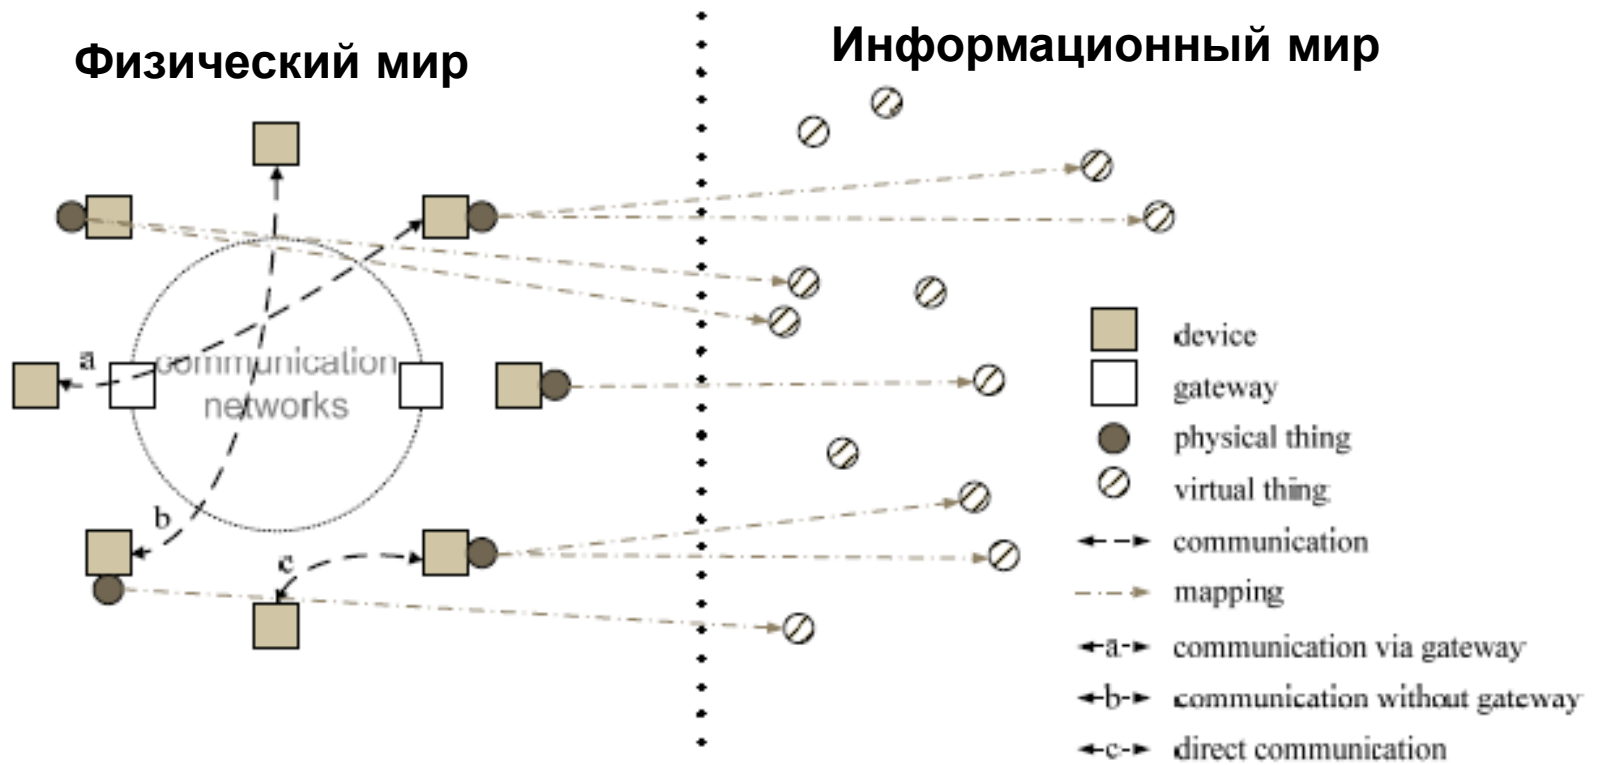 Физический мир
Информационный мир
a
communication
networks
b
c
device
gateway
physical thing
virtual thing
communication
mapping
a communication via gateway
b communication without gateway
c direct communication